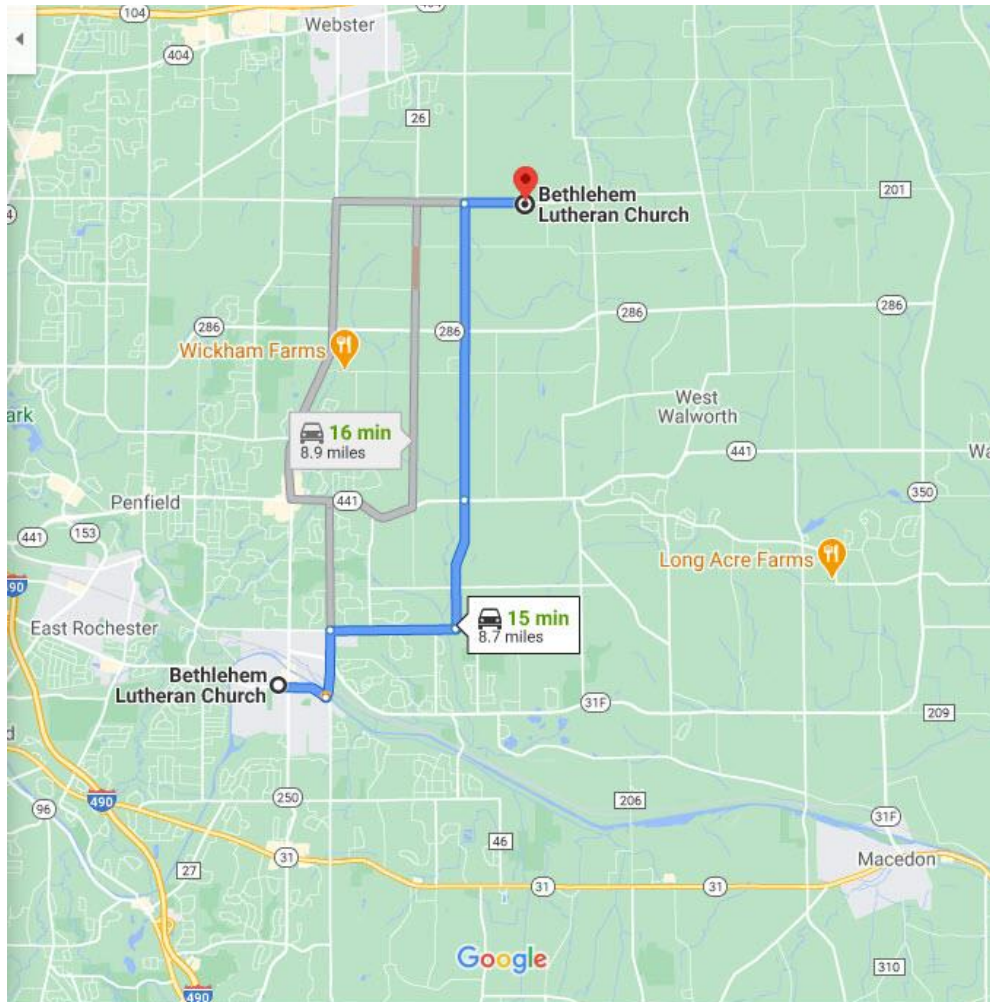 104
Webster
404
26
Bethlehem
Lutheran Church
201
4
286
286
286
286
Wickham Farms
ark
West
Walworth
16 min
8.9 miles
441
Wa
Penfield
441
350
153
441
Long Acre Farms
90
15 min
8.7 miles
East Rochester
Bethlehem
Lutheran Church
31F
209
d
490
250
206
96
31F
46
31
Macedon
27
31
31
Google
310
490